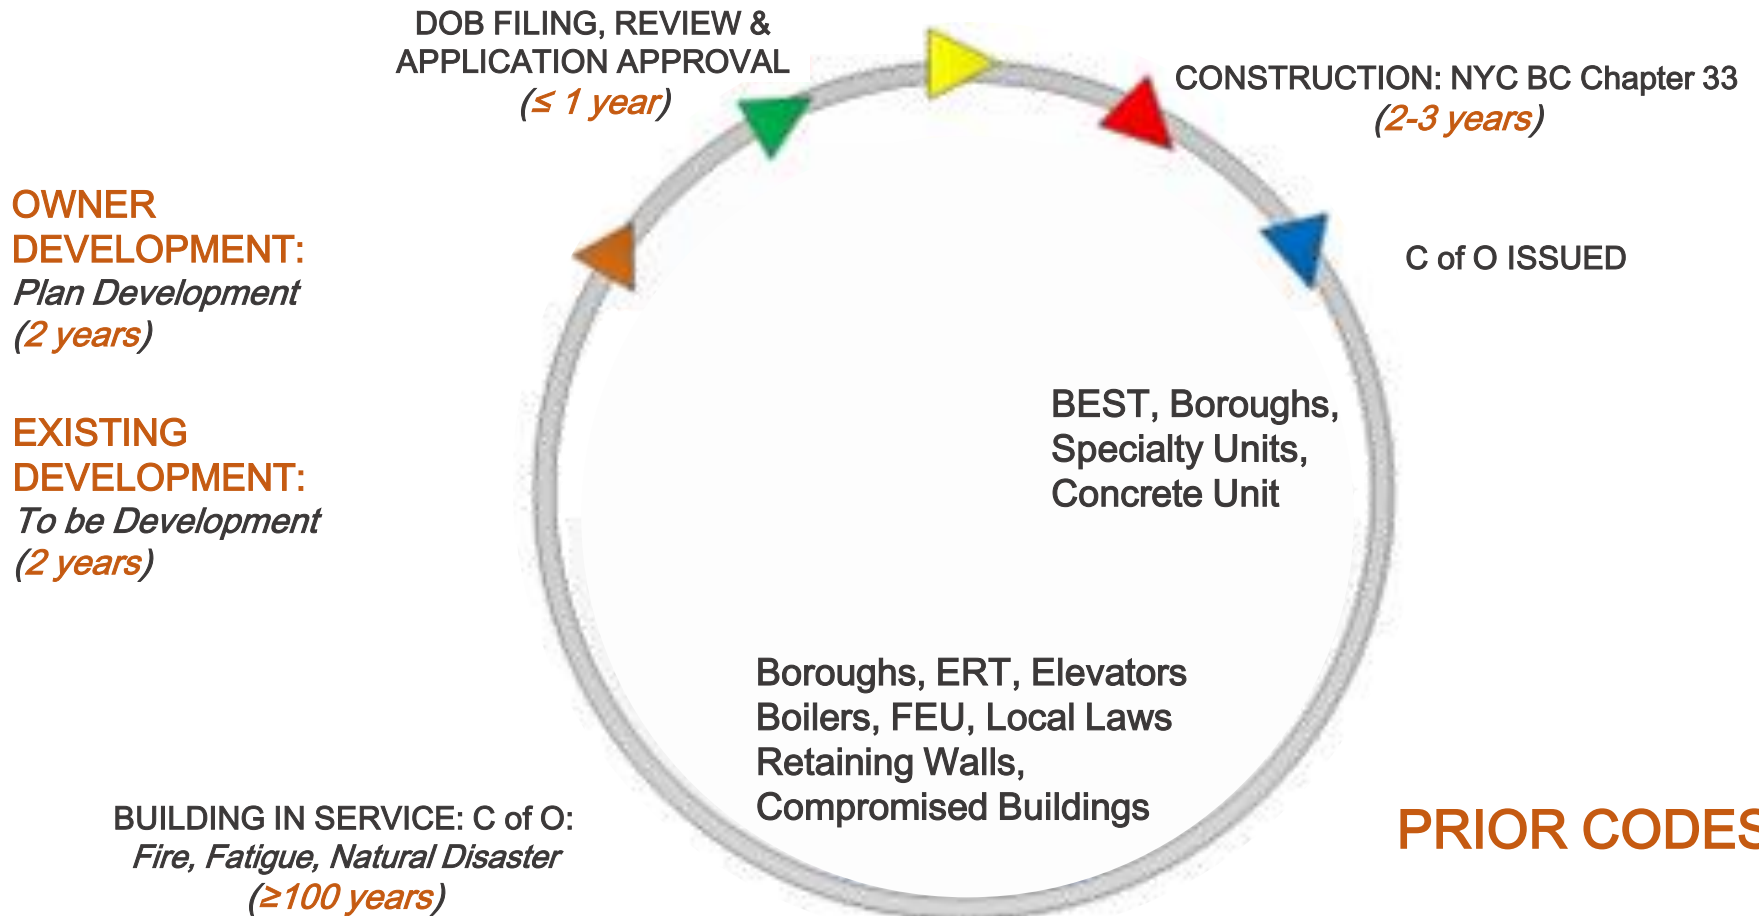 DOB FILING, REVIEW &
APPLICATION APPROVAL
(≤ 1 year)
CONSTRUCTION: NYC BC Chapter 33
(2-3 years)
OWNER
DEVELOPMENT:
Plan Development
(2 years)
C of O ISSUED
EXISTING
DEVELOPMENT:
To be Development
(2 years)
BEST, Boroughs,
Specialty Units,
Concrete Unit
Boroughs, ERT, Elevators
Boilers, FEU, Local Laws
Retaining Walls,
Compromised Buildings
BUILDING IN SERVICE: C of O:
Fire, Fatigue, Natural Disaster
(≥100 years)
PRIOR CODES